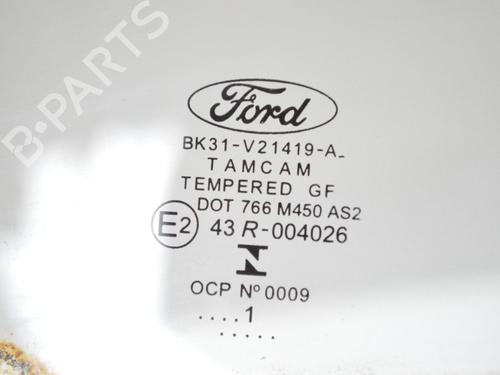 B-PARTS
Ford
BK31-V21419-A-
TAMCAM
TEMPERED GF
DOT 766 M450 AS2
E2 43 R-004026
N
OCP Nº 0009
....1
.....